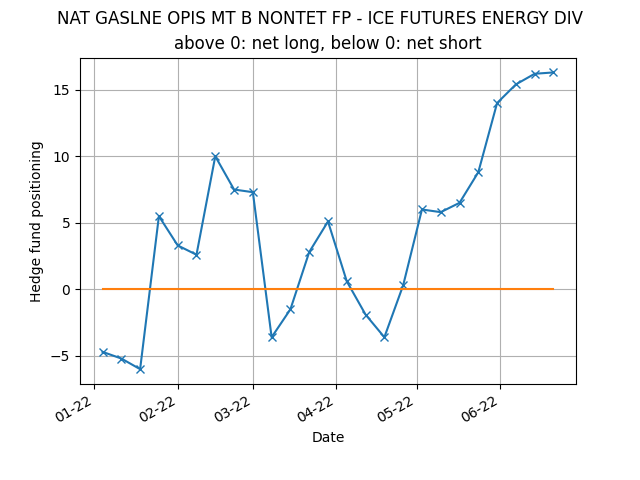 NAT GASLNE OPIS MT B NONTET FP - ICE FUTURES ENERGY DIV
above 0: net long, below 0: net short
Hedge fund positioning
15
10
5
0
−5
01-22
02-22
03-22
04-22
05-22
06-22
Date